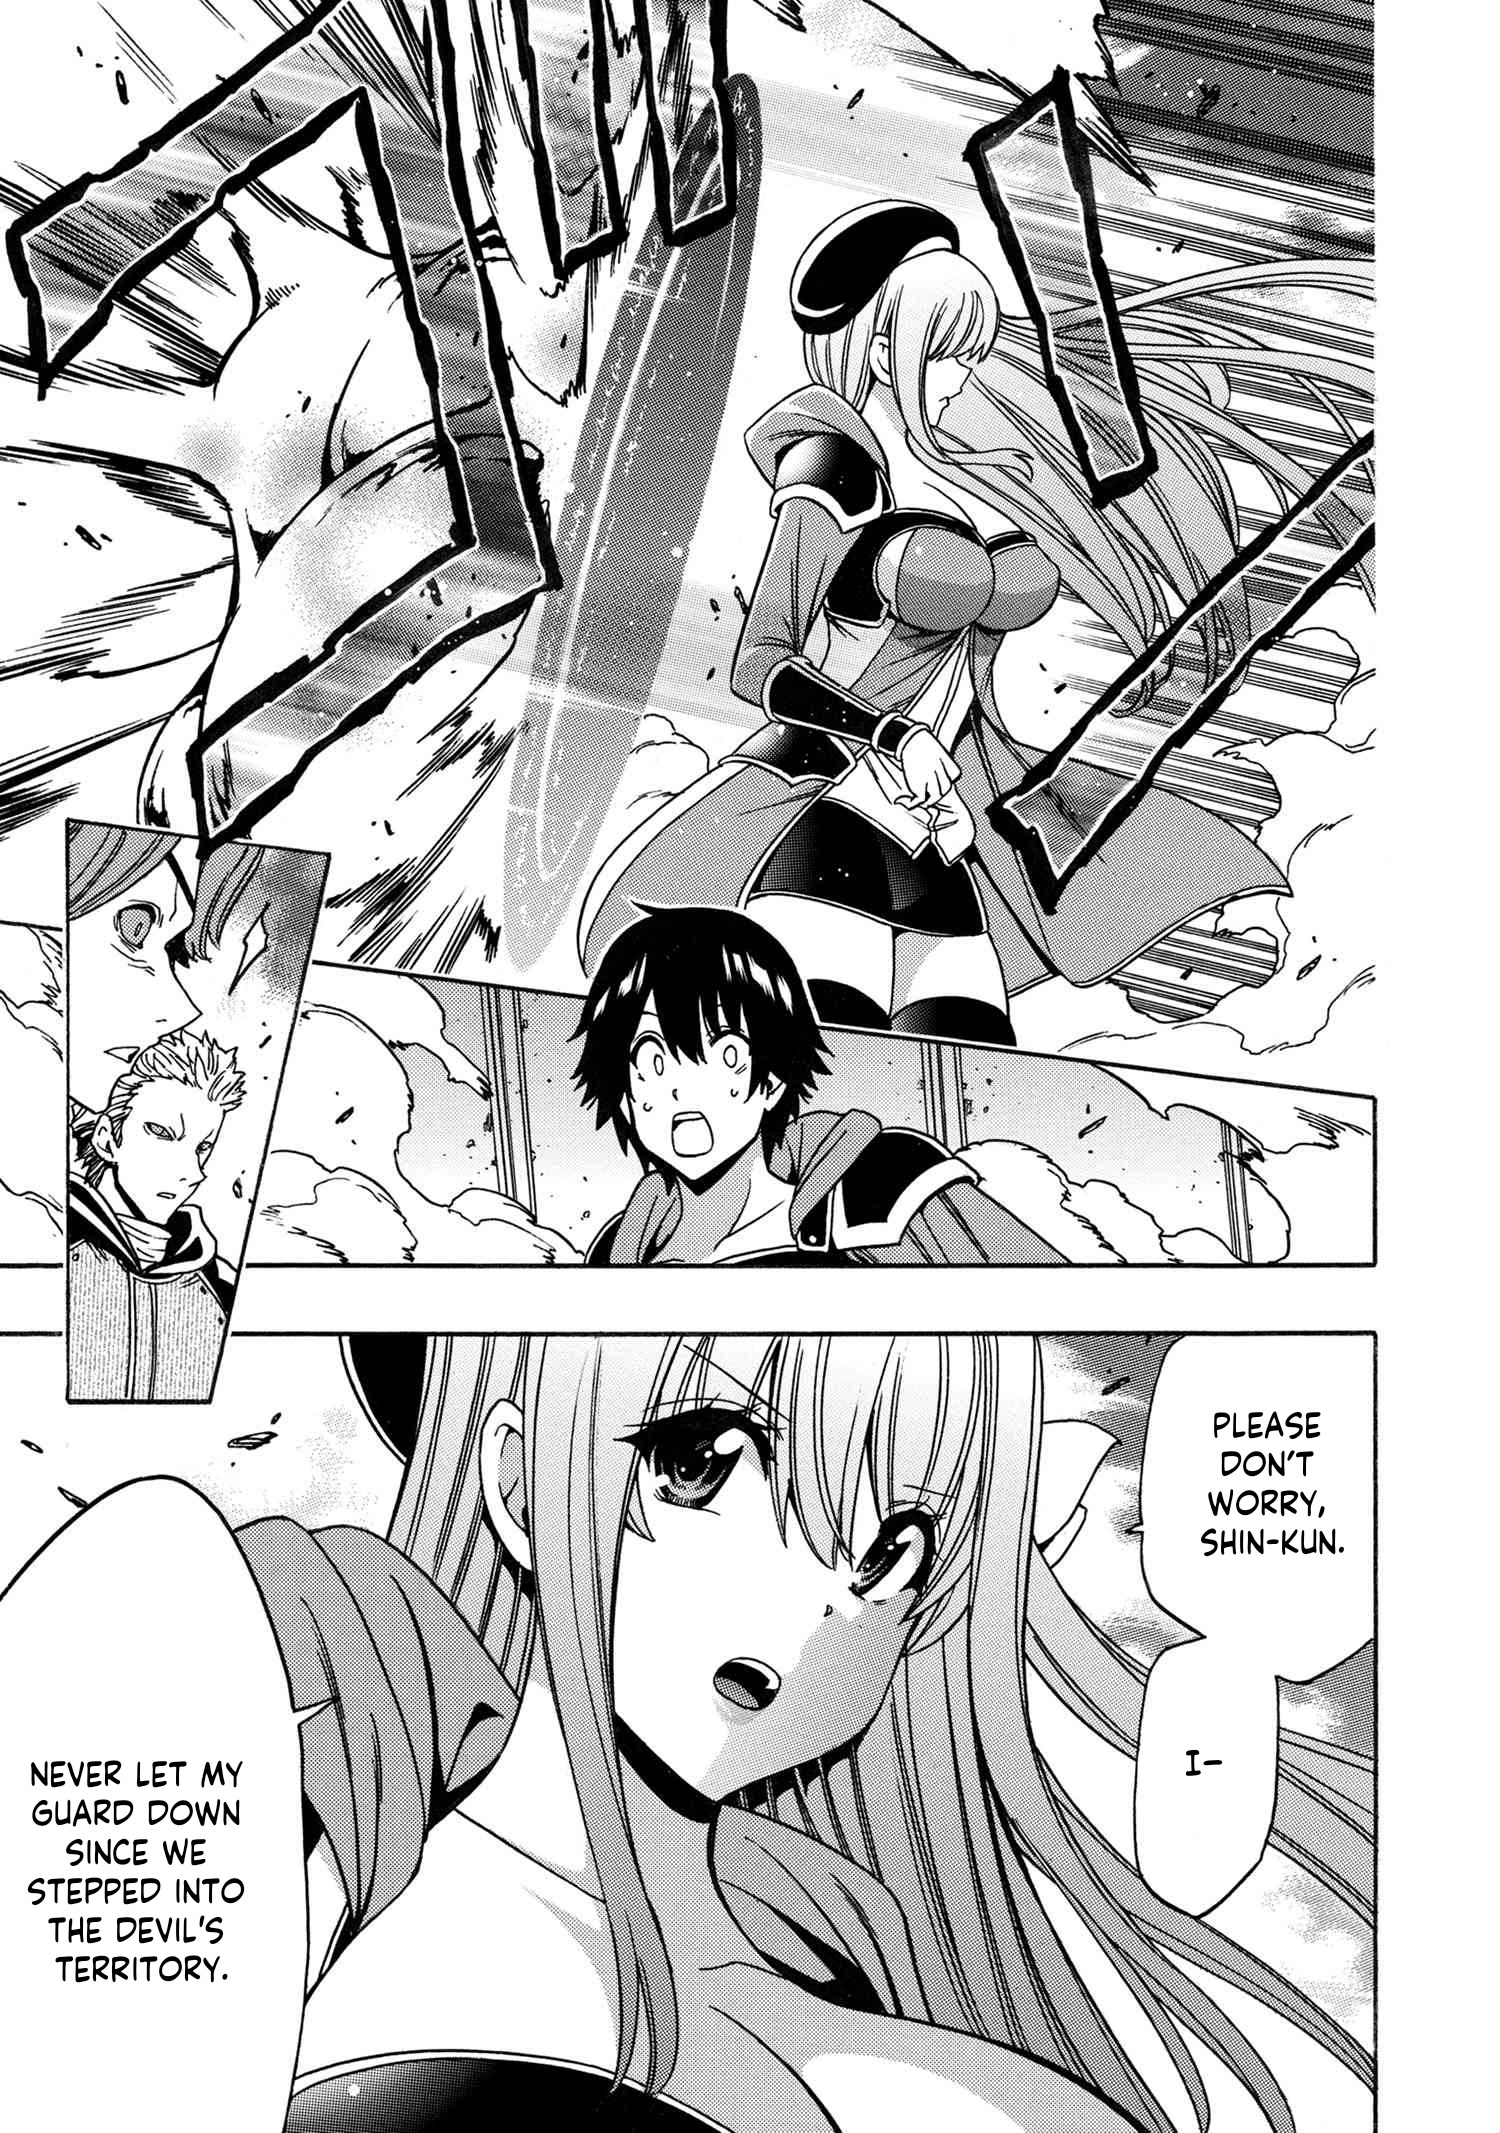 PLEASE
DON'T
WORRY,
SHIN-KUN.
I-
NEVER LET MY
GUARD DOWN
SINCE WE
STEPPED INTO
THE DEVIL'S
TERRITORY.